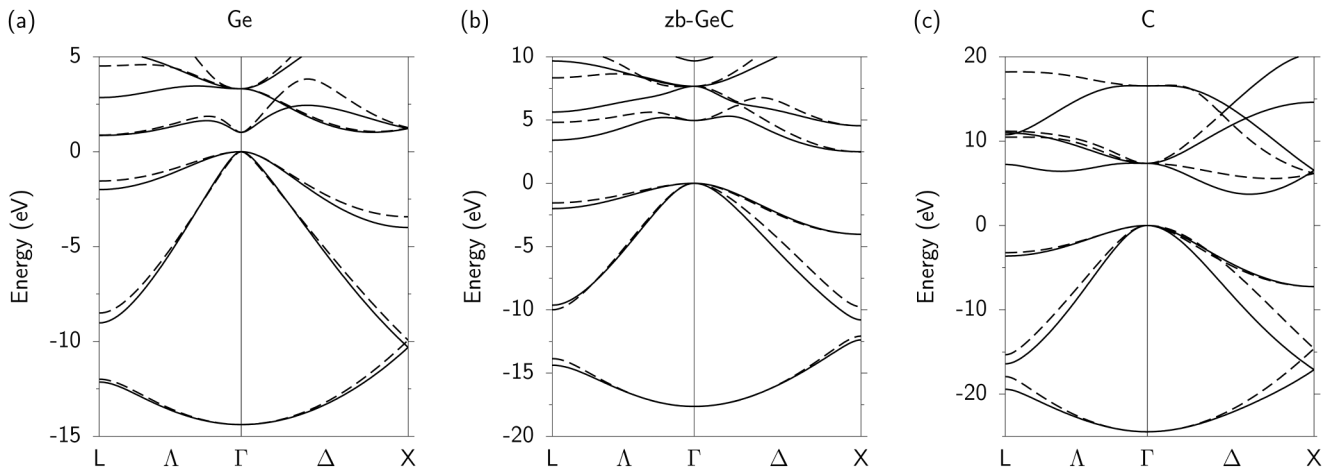 (a) Ge
Energy (eV)
5
0
-5
-10
-15
L Λ Γ Δ X
(b) zb-GeC
Energy (eV)
10
5
0
-5
-10
-15
-20
L Λ Γ Δ X
(c) C
Energy (eV)
20
10
0
-10
-20
L Λ Γ Δ X